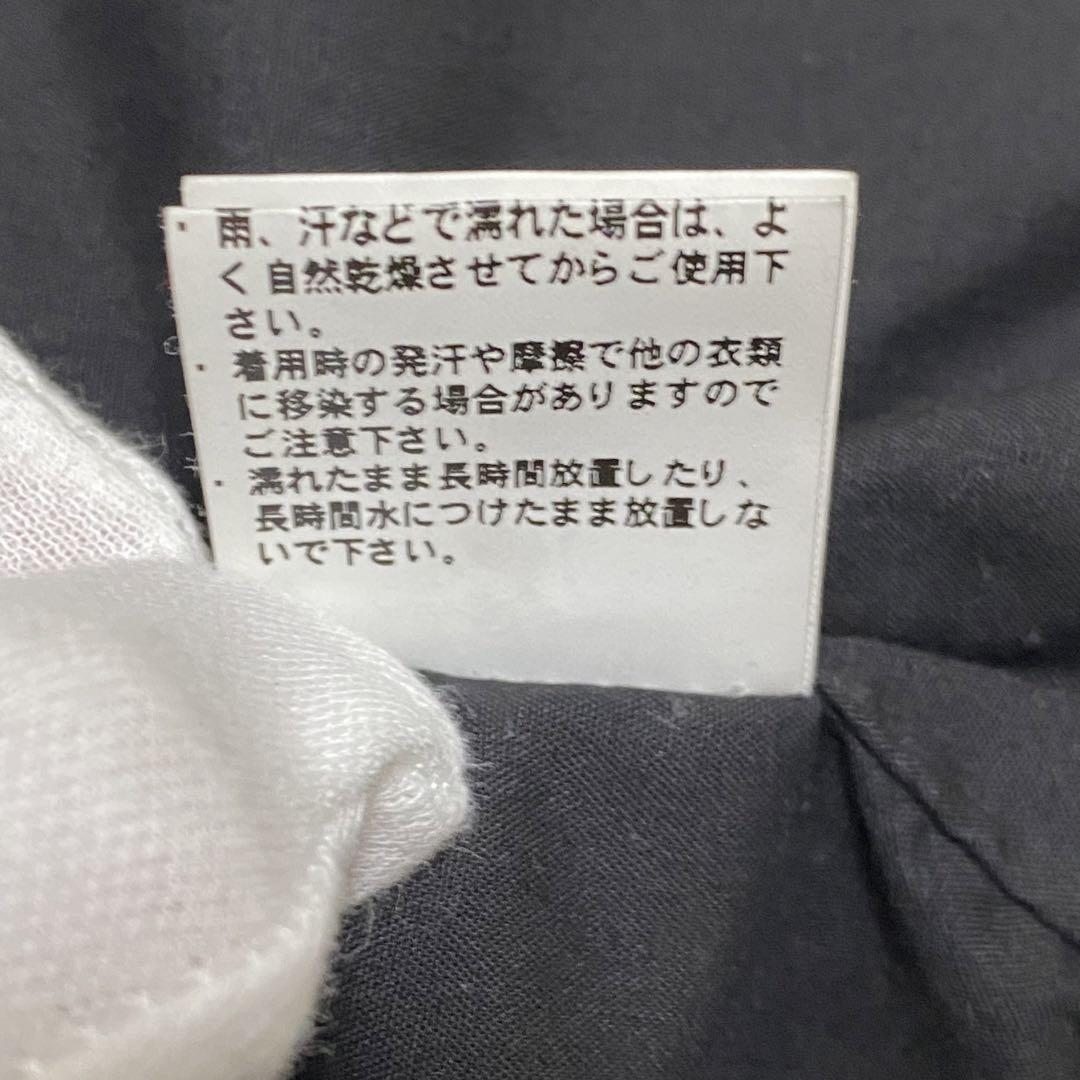 ・雨、汗などで濡れた場合は、よ
く自然乾燥させてからご使用下
さい。
・着用時の発汗や摩擦で他の衣類
に移染する場合がありますので
ご注意下さい。
・濡れたまま長時間放置したり、
長時間水につけたまま放置しな
いで下さい。